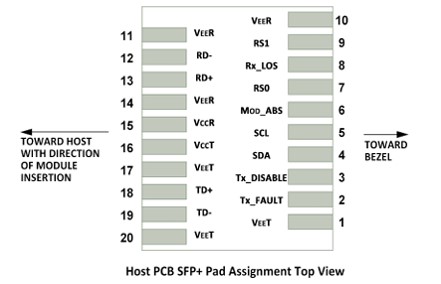 VEER 10
11 VEER
RS1 9
12 RD-
Rx_LOS 8
13 RD+
RS0 7
14 VEER
MOD_ABS 6
15 VCCR
SCL 5
16 VCCT
SDA 4
17 VEET
Tx_DISABLE 3
18 TD+
Tx_FAULT 2
19 TD-
VEET 1
20 VEET
TOWARD HOST
WITH DIRECTION
OF MODULE
INSERTION
TOWARD
BEZEL
Host PCB SFP+ Pad Assignment Top View